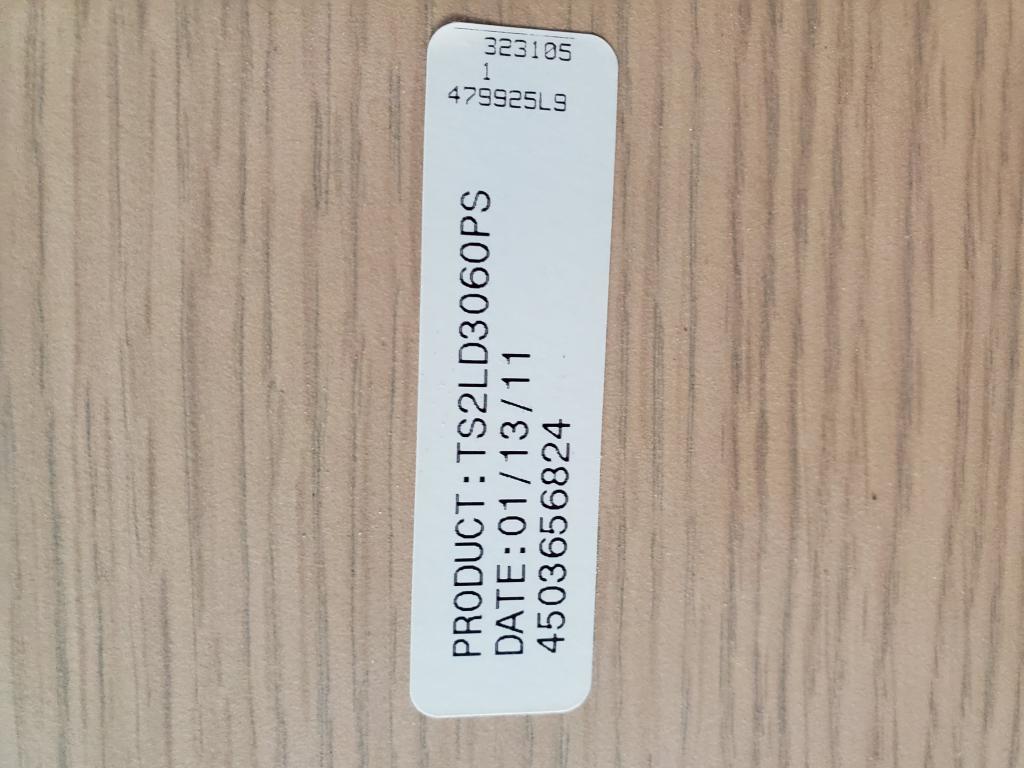 323105
1
479925L9
PRODUCT:TS2LD3060PS
DATE:01/13/11
4503656824